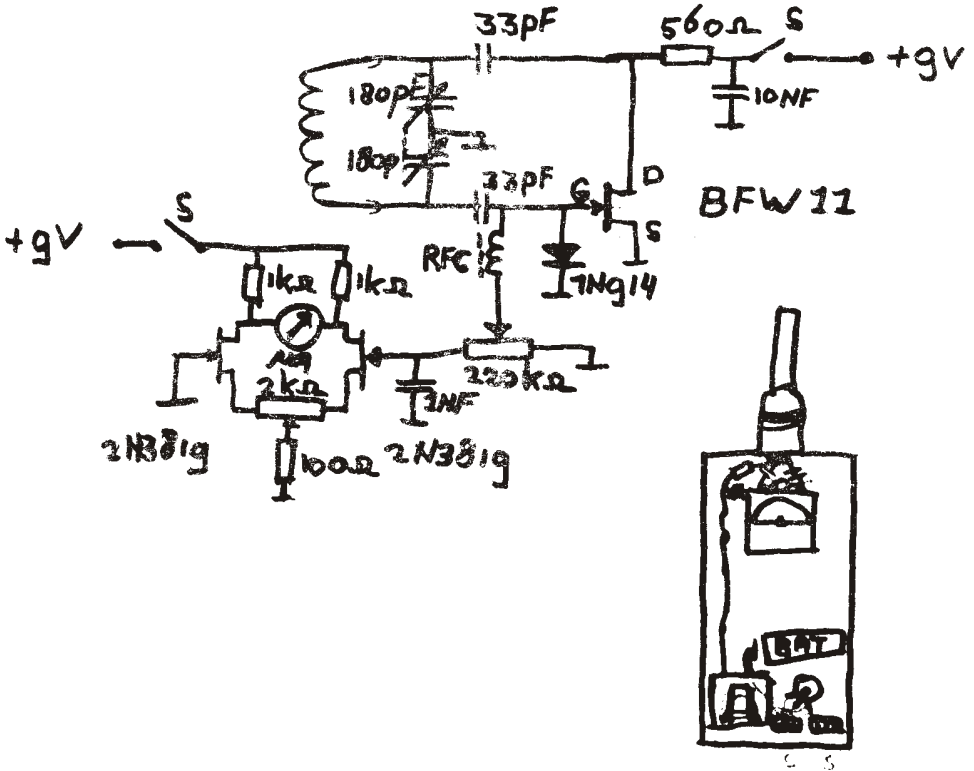 33pF
560Ω
S
+9V
180pF
10NF
180p
33pF
G
D
BFW11
S
S
+9V
RFC
1N914
1kΩ
1kΩ
2kΩ
220kΩ
1NF
2N3819
100Ω
2N3819
BAT